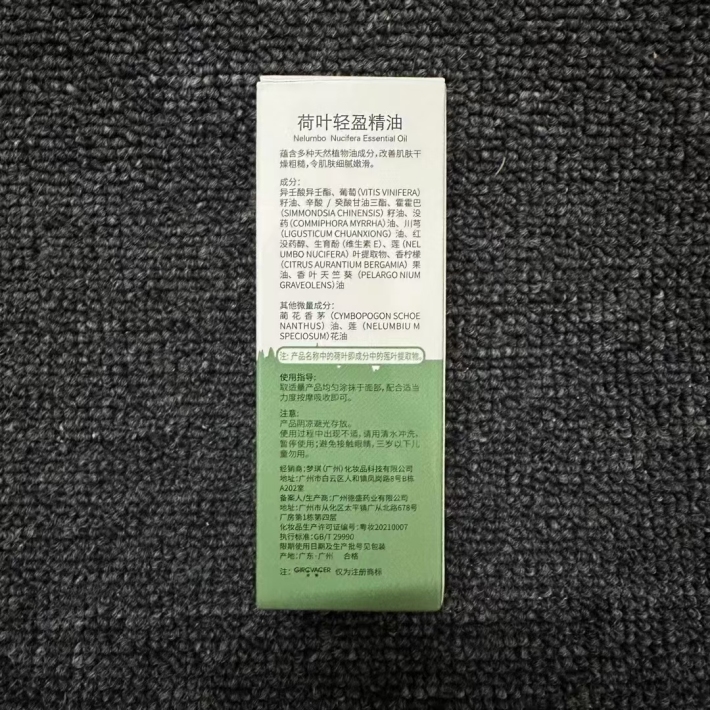 荷叶轻盈精油
Nelumbo Nucifera Essential Oil
蕴含多种天然植物油成分,改善肌肤干
燥粗糙,令肌肤细腻嫩滑。
成分:
异壬酸异壬酯、葡萄(VITIS VINIFERA)
籽油、辛酸 / 癸酸甘油三酯、霍霍巴
(SIMMONDSIA CHINENSIS) 籽油、没
药(COMMIPHORA MYRRHA)油、川芎
(LIGUSTICUM CHUANXIONG) 油、红
没药醇、生育酚(维生素 E)、莲(NEL
UMBO NUCIFERA)叶提取物、香柠檬
(CITRUS AURANTIUM BERGAMIA) 果
油、香叶天竺葵 (PELARGO NIUM
GRAVEOLENS)油
其他微量成分:
蔺花香茅 (CYMBOPOGON SCHOE
NANTHUS) 油、莲 (NELUMBIU M
SPECIOSUM)花油
注: 产品名称中的荷叶即成分中的莲叶提取物。
使用指导:
取适量产品均匀涂抹于面部,配合适当
力度按摩吸收即可。
注意:
产品阴凉避光存放。
使用过程中出现不适,请用清水冲洗,
暂停使用;避免接触眼睛,三岁以下儿
童勿用。
经销商:梦琪(广州)化妆品科技有限公司
地址:广州市白云区人和镇凤岗路8号B栋
A202室
备案人/生产商:广州德盛药业有限公司
地址:广州市从化区太平镇广从北路678号
厂房第1栋第四层
化妆品生产许可证编号:粤妆20210007
执行标准:GB/T 29990
限期使用日期及生产批号见包装
产地:广东·广州 合格
注: GIRCVACER 仅为注册商标